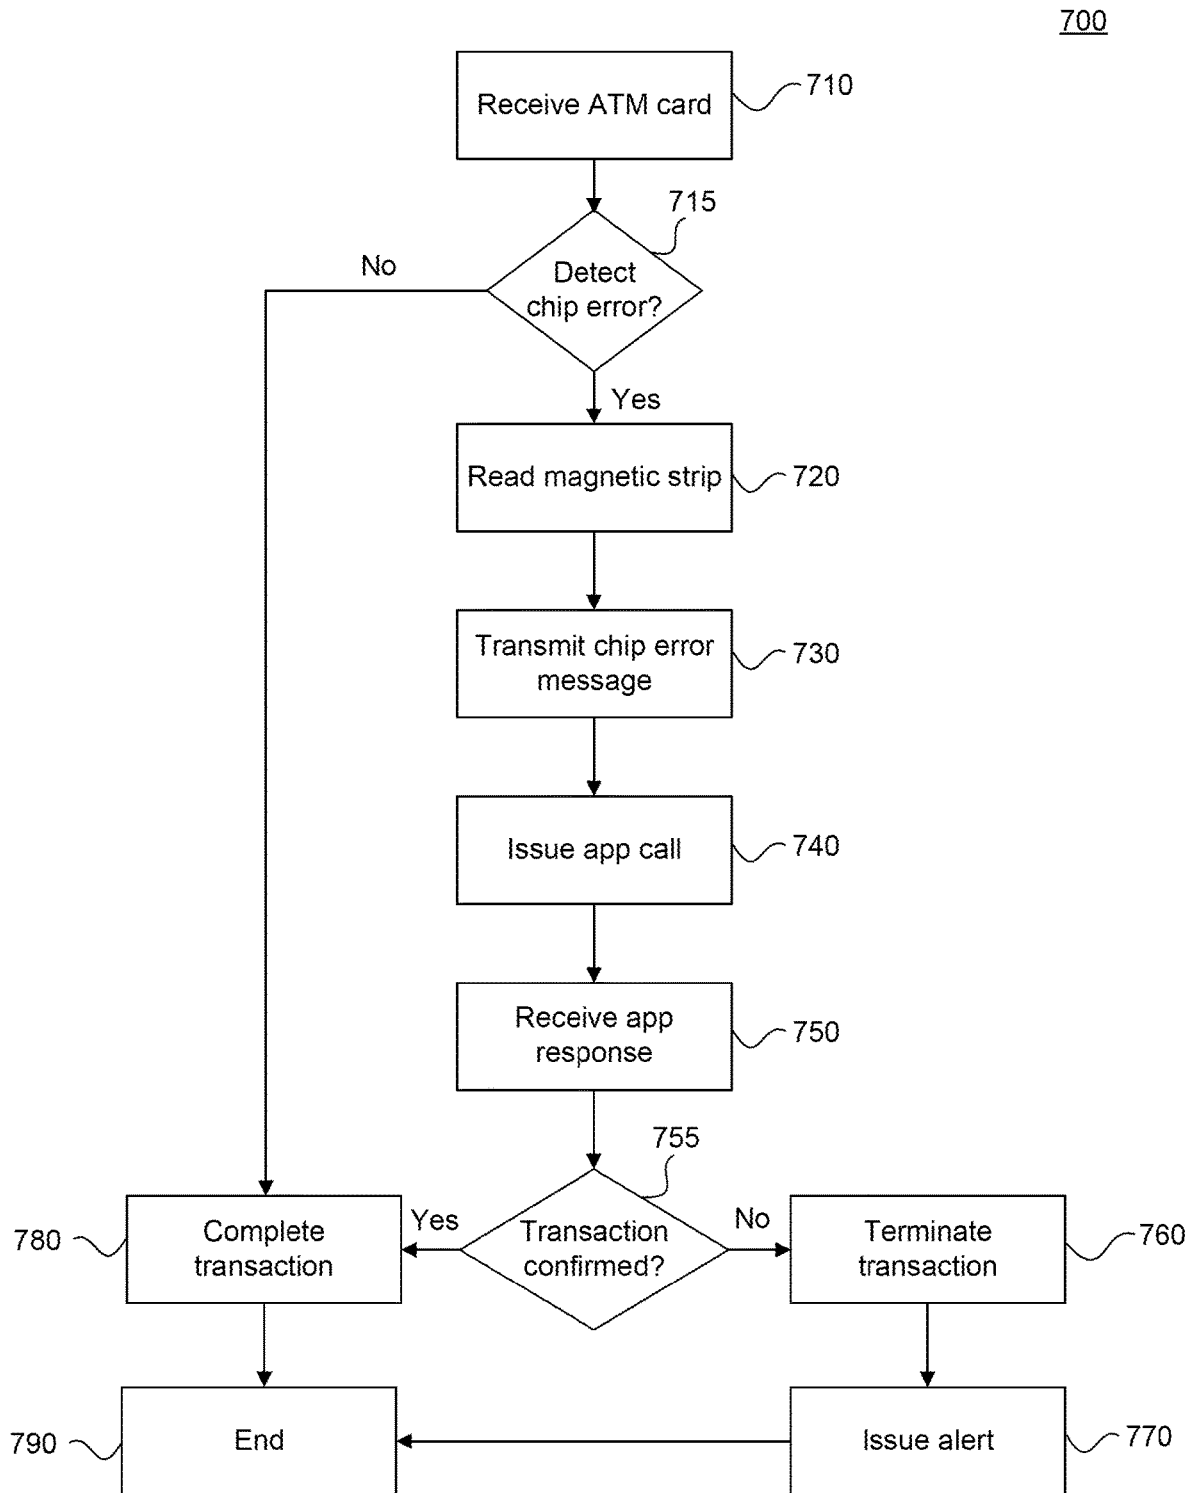 700
Receive ATM card
710
715
Detect
chip error?
No
Yes
Read magnetic strip
720
Transmit chip error
message
730
Issue app call
740
Receive app
response
750
755
Transaction
confirmed?
Yes
No
780
Complete
transaction
Terminate
transaction
760
790
End
Issue alert
770